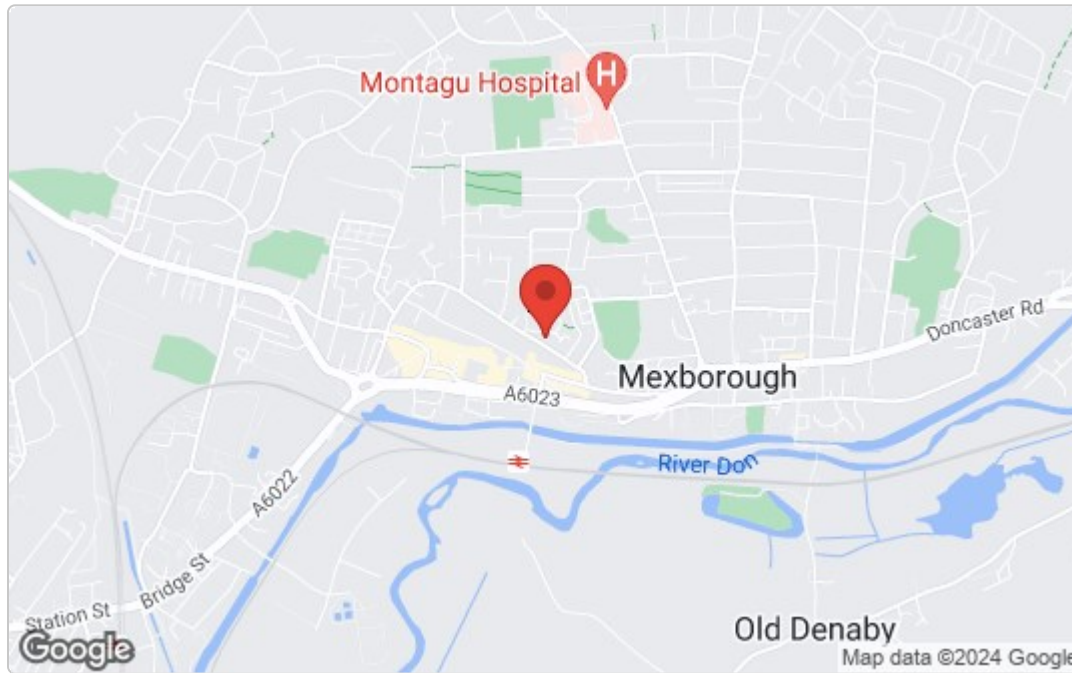 Montagu Hospital
H
Doncaster Rd
Mexborough
A6023
River Don
A6022
Bridge St
Station St
Old Denaby
Google
Map data ©2024 Google